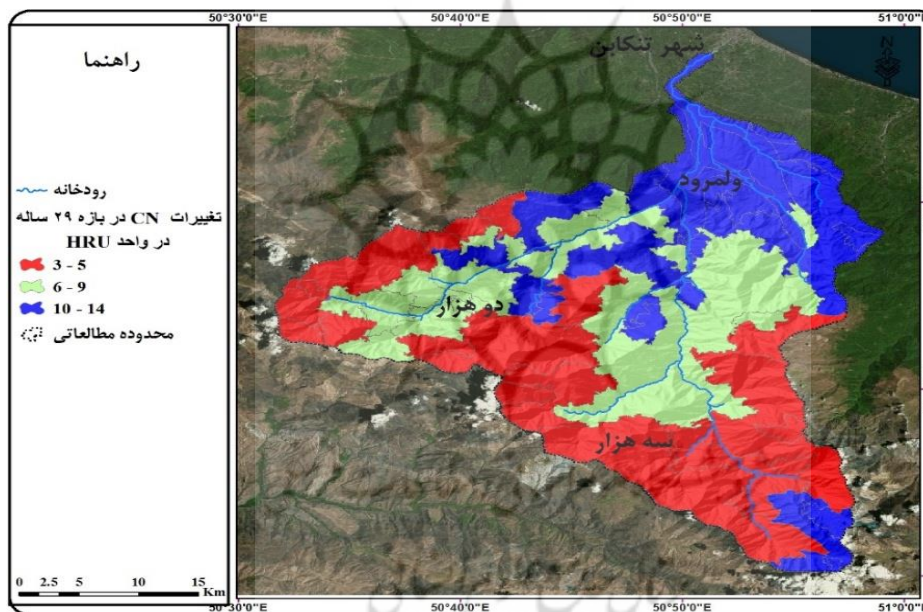 50°30'0"E
50°40'0"E
50°50'0"E
51°0'0"E
راهنما
رودخانه
تغییرات CN در بازه ۲۹ ساله
در واحد HRU
3 - 5
6 - 9
10 - 14
محدوده مطالعاتی
0 2.5 5 10 15
Km
شهر تنکابن
N
ولمرود
دو هزار
سه هزار
50°30'0"E
50°40'0"E
50°50'0"E
51°0'0"E